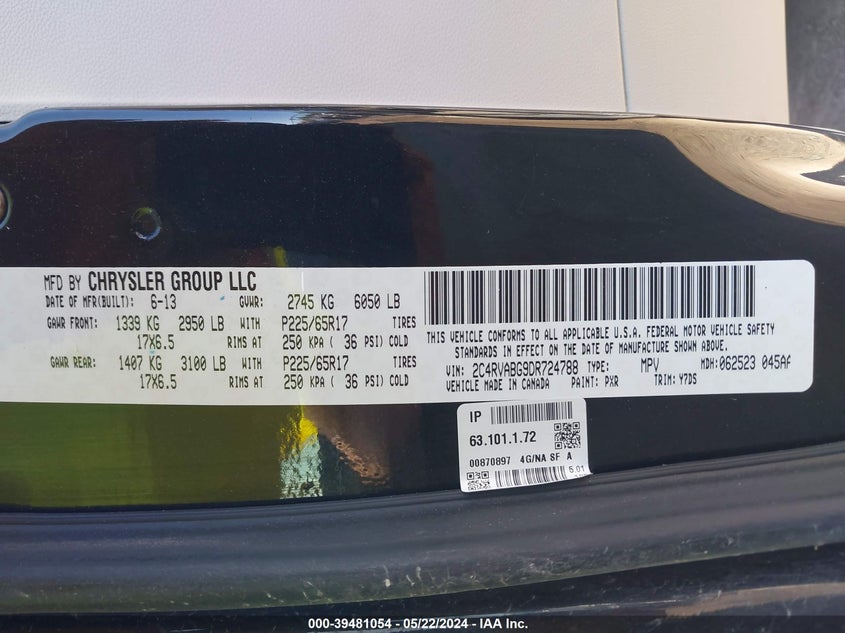 MFD BY CHRYSLER GROUP LLC
DATE OF MFR(BUILT): 6-13 GVWR: 2745 KG 6050 LB
GAWR FRONT: 1339 KG 2950 LB WITH P225/65R17 TIRES
17X6.5 RIMS AT 250 KPA ( 36 PSI) COLD
GAWR REAR: 1407 KG 3100 LB WITH P225/65R17 TIRES
17X6.5 RIMS AT 250 KPA ( 36 PSI) COLD
THIS VEHICLE CONFORMS TO ALL APPLICABLE U.S.A. FEDERAL MOTOR VEHICLE SAFETY
STANDARDS IN EFFECT ON THE DATE OF MANUFACTURE SHOWN ABOVE.
VIN: 2C4RVABG9DR724788 TYPE: MPV MDH: 062523 045AA
VEHICLE MADE IN CANADA PAINT: PXR TRIM: Y7DS
IP
63.101.1.72
00870897 4G/NA SF A
5.01
000-39481054 - 05/22/2024 - IAA Inc.